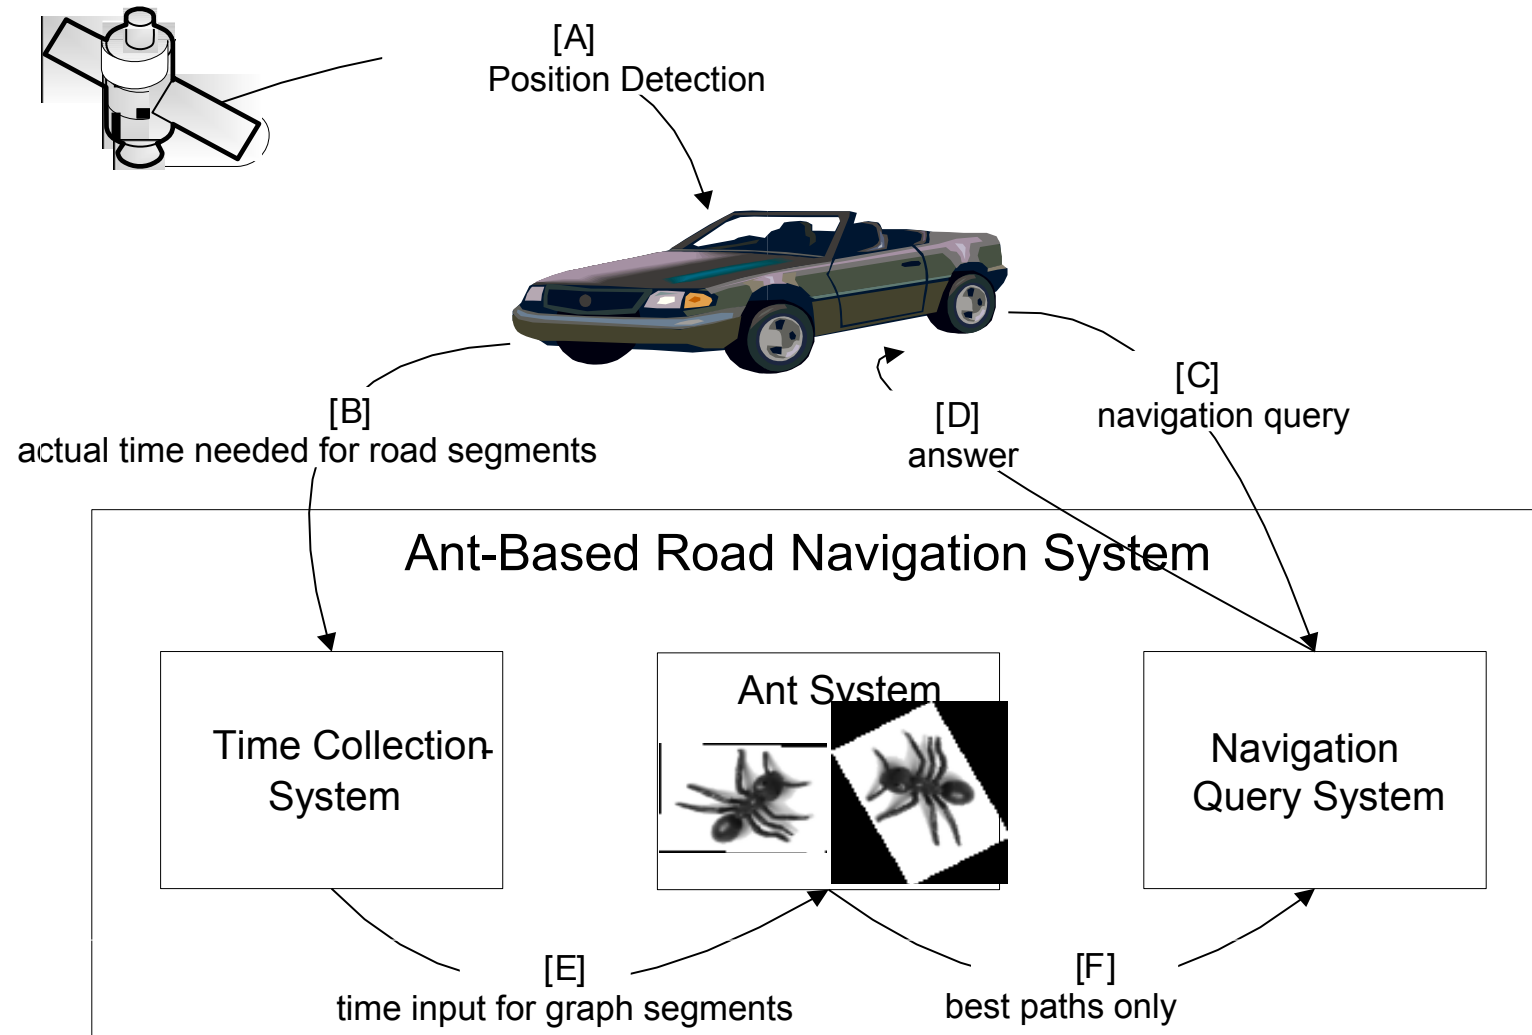 [A]
Position Detection
[B]
actual time needed for road segments
[C]
navigation query
[D]
answer
Ant-Based Road Navigation System
Time Collection-
System
Ant System
Navigation
Query System
[E]
time input for graph segments
[F]
best paths only